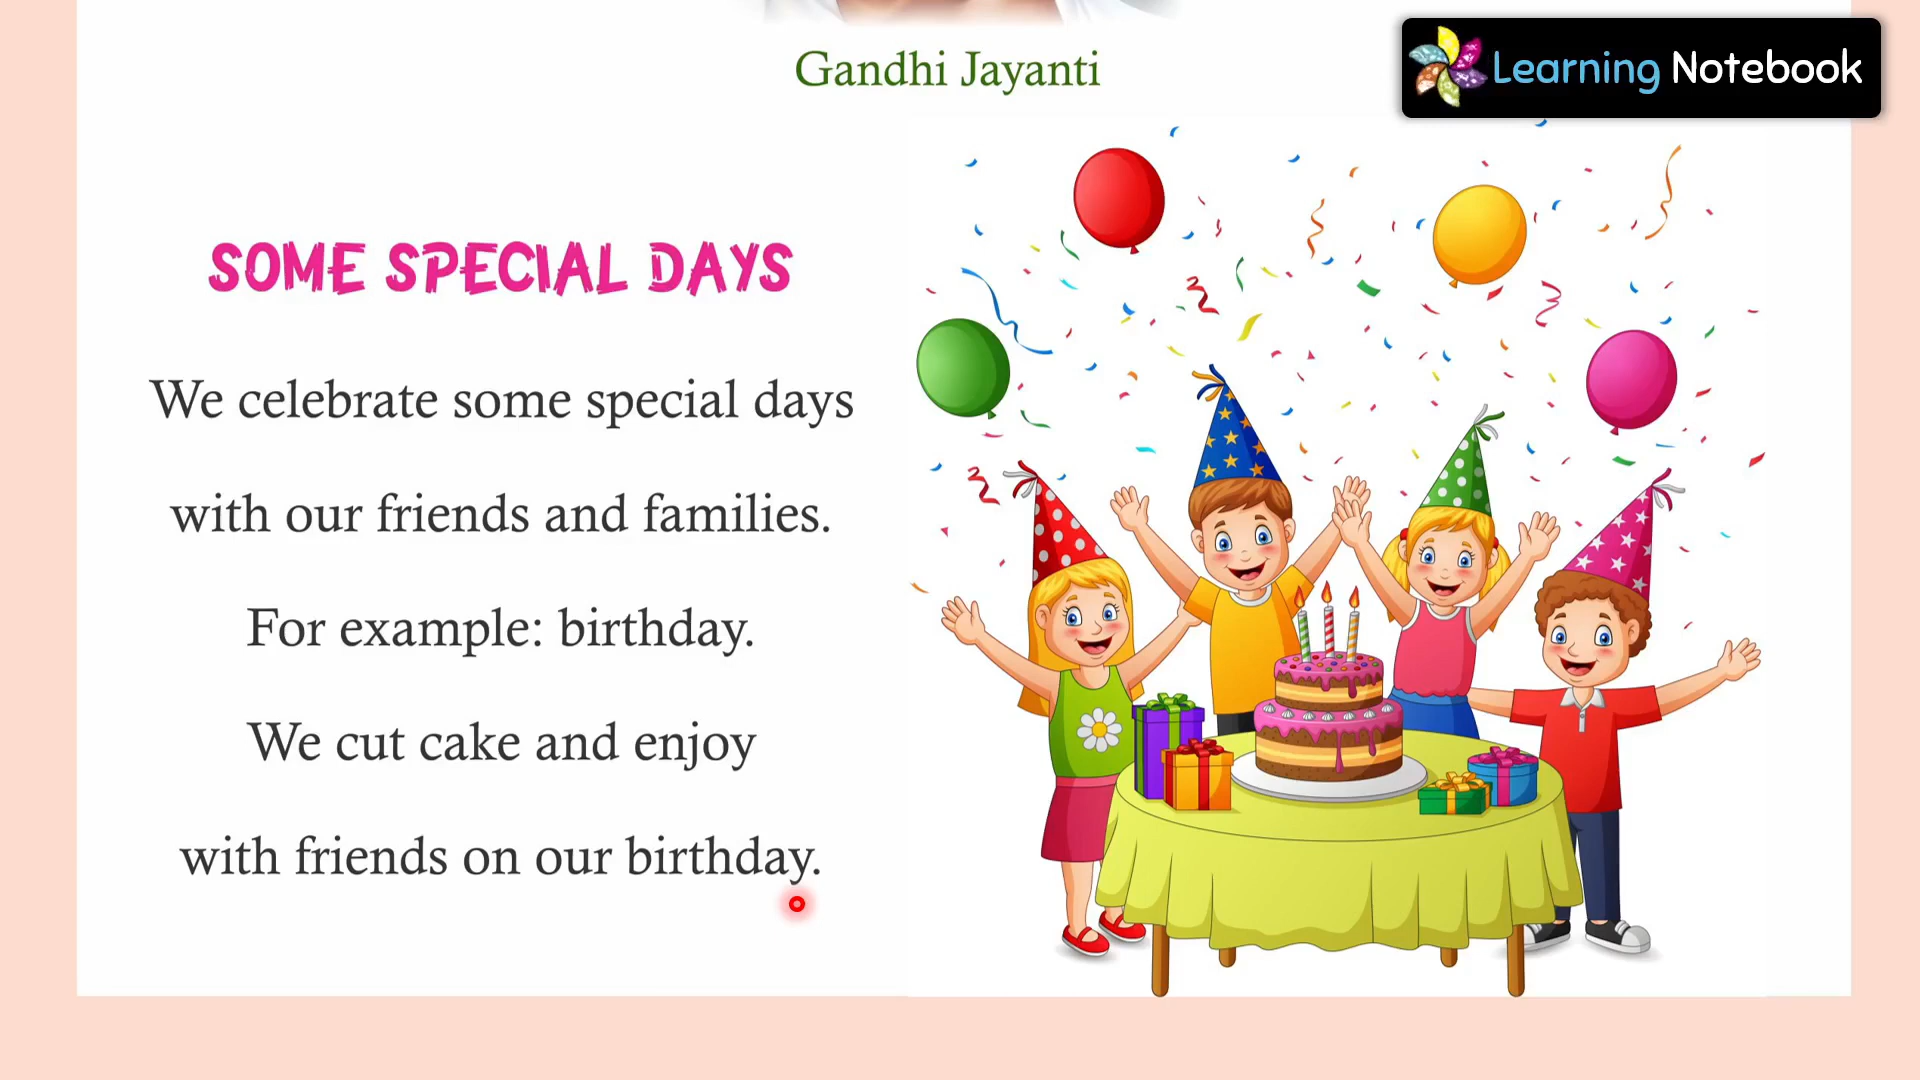 Gandhi Jayanti
Learning Notebook
SOME SPECIAL DAYS
We celebrate some special days
with our friends and families.
For example: birthday.
We cut cake and enjoy
with friends on our birthday.